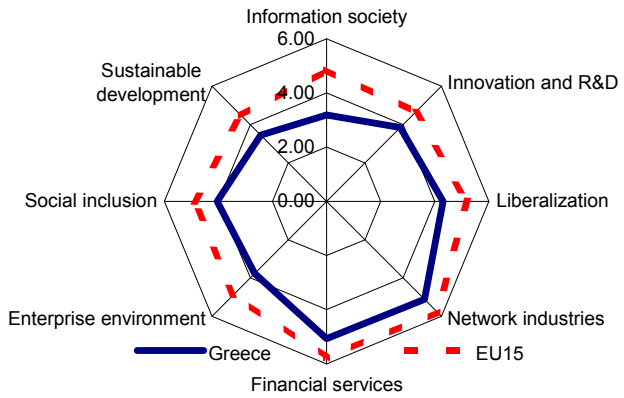 Information society
6.00
Sustainable
development
Innovation and R&D
4.00
2.00
Social inclusion
0.00
Liberalization
Enterprise environment
Network industries
Greece
EU15
Financial services